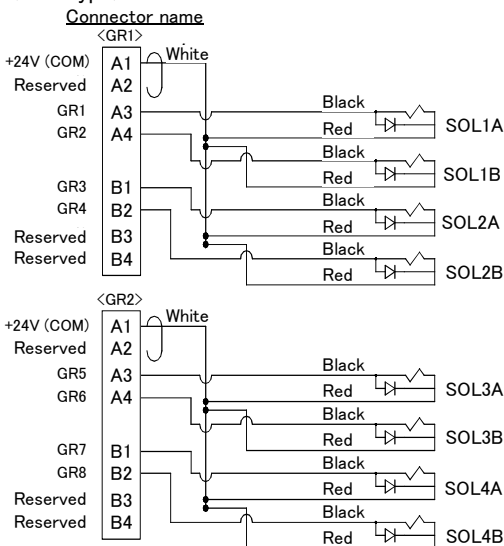 Connector name
<GR1>
White
+24V (COM) A1
Reserved A2
GR1 A3 Black
Red SOL1A
GR2 A4
Black
Red SOL1B
GR3 B1
Black
GR4 B2 Red SOL2A
Reserved B3
Black
Reserved B4
Red SOL2B
<GR2>
White
+24V (COM) A1
Reserved A2
GR5 A3 Black
Red SOL3A
GR6 A4
Black
Red SOL3B
GR7 B1
Black
GR8 B2 Red SOL4A
Reserved B3
Black
Reserved B4
Red SOL4B